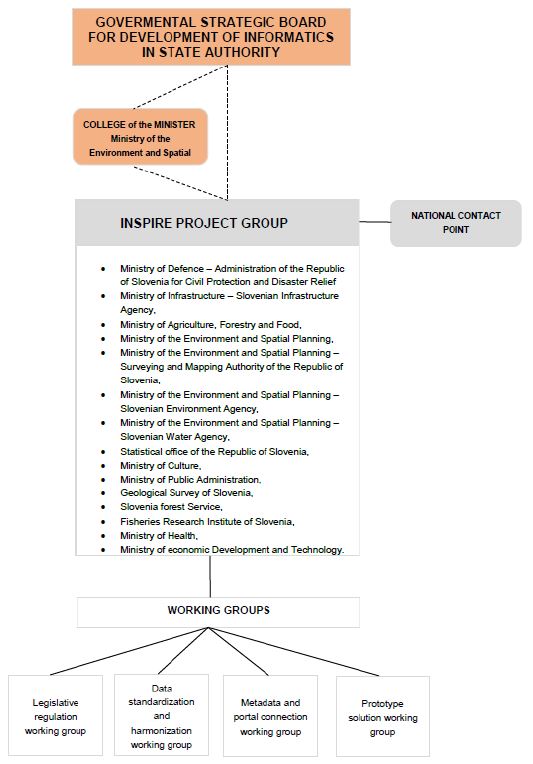 GOVERMENTAL STRATEGIC BOARD
FOR DEVELOPMENT OF INFORMATICS
IN STATE AUTHORITY
COLLEGE of the MINISTER
Ministry of the
Environment and Spatial
INSPIRE PROJECT GROUP
NATIONAL CONTACT
POINT
• Ministry of Defence – Administration of the Republic
of Slovenia for Civil Protection and Disaster Relief
• Ministry of Infrastructure – Slovenian Infrastructure
Agency,
• Ministry of Agriculture, Forestry and Food,
• Ministry of the Environment and Spatial Planning,
• Ministry of the Environment and Spatial Planning –
Surveying and Mapping Authority of the Republic of
Slovenia,
• Ministry of the Environment and Spatial Planning –
Slovenian Environment Agency,
• Ministry of the Environment and Spatial Planning –
Slovenian Water Agency,
• Statistical office of the Republic of Slovenia,
• Ministry of Culture,
• Ministry of Public Administration,
• Geological Survey of Slovenia,
• Slovenia forest Service,
• Fisheries Research Institute of Slovenia,
• Ministry of Health,
• Ministry of economic Development and Technology.
WORKING GROUPS
Legislative
regulation
working group
Data
standardization
and
harmonization
working group
Metadata and
portal connection
working group
Prototype
solution working
group